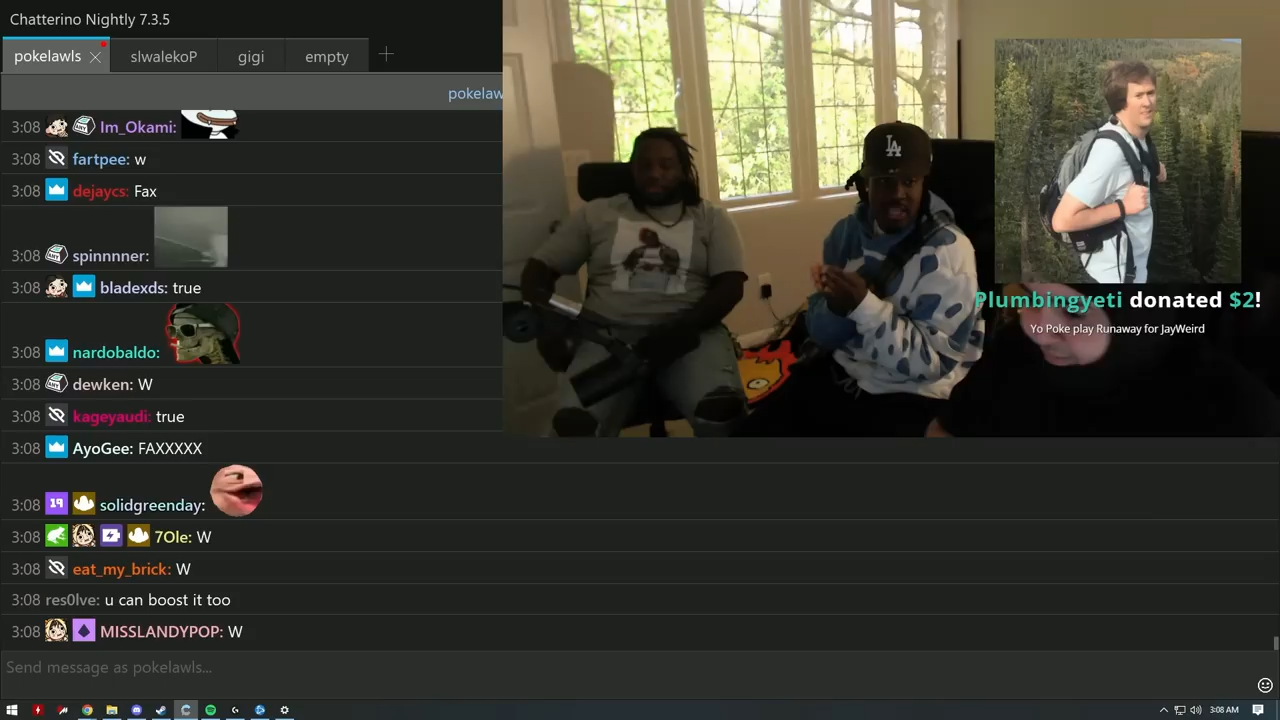 Chatterino Nightly 7.3.5
pokelawls
slwalekoP
gigi
empty
pokelaw
3:08 Im_Okami:
3:08 fartpee: w
3:08 dejaycs: Fax
3:08 spinnnner:
3:08 bladexds: true
3:08 nardobaldo:
3:08 dewken: W
3:08 kageyaudi: true
3:08 AyoGee: FAXXXXX
3:08 19 solidgreenday:
3:08 7Ole: W
3:08 eat_my_brick: W
3:08 res0lve: u can boost it too
3:08 MISSLANDYPOP: W
Send message as pokelawls...
LA
Plumbingyeti donated $2!
Yo Poke play Runaway for JayWeird
3:08 AM